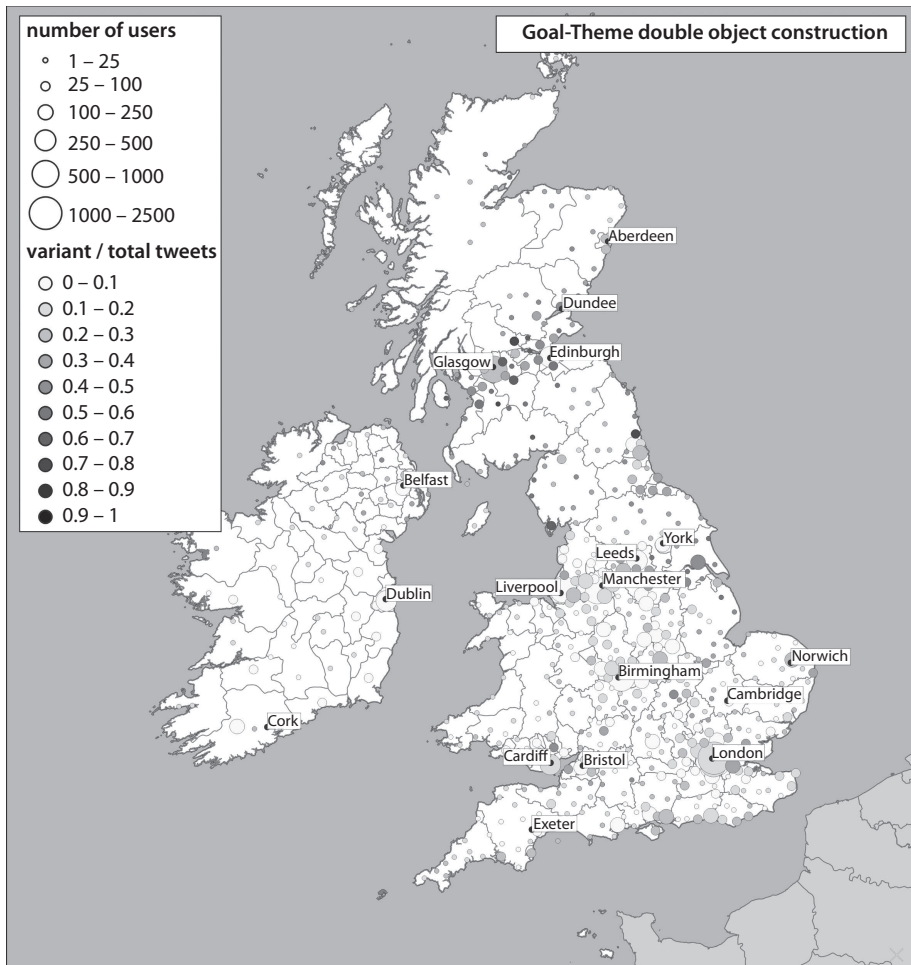 number of users
1 – 25
25 – 100
100 – 250
250 – 500
500 – 1000
1000 – 2500
variant / total tweets
0 – 0.1
0.1 – 0.2
0.2 – 0.3
0.3 – 0.4
0.4 – 0.5
0.5 – 0.6
0.6 – 0.7
0.7 – 0.8
0.8 – 0.9
0.9 – 1
Goal-Theme double object construction
Aberdeen
Dundee
Edinburgh
Glasgow
Belfast
York
Leeds
Manchester
Liverpool
Dublin
Norwich
Birmingham
Cambridge
Cork
London
Cardiff
Bristol
Exeter